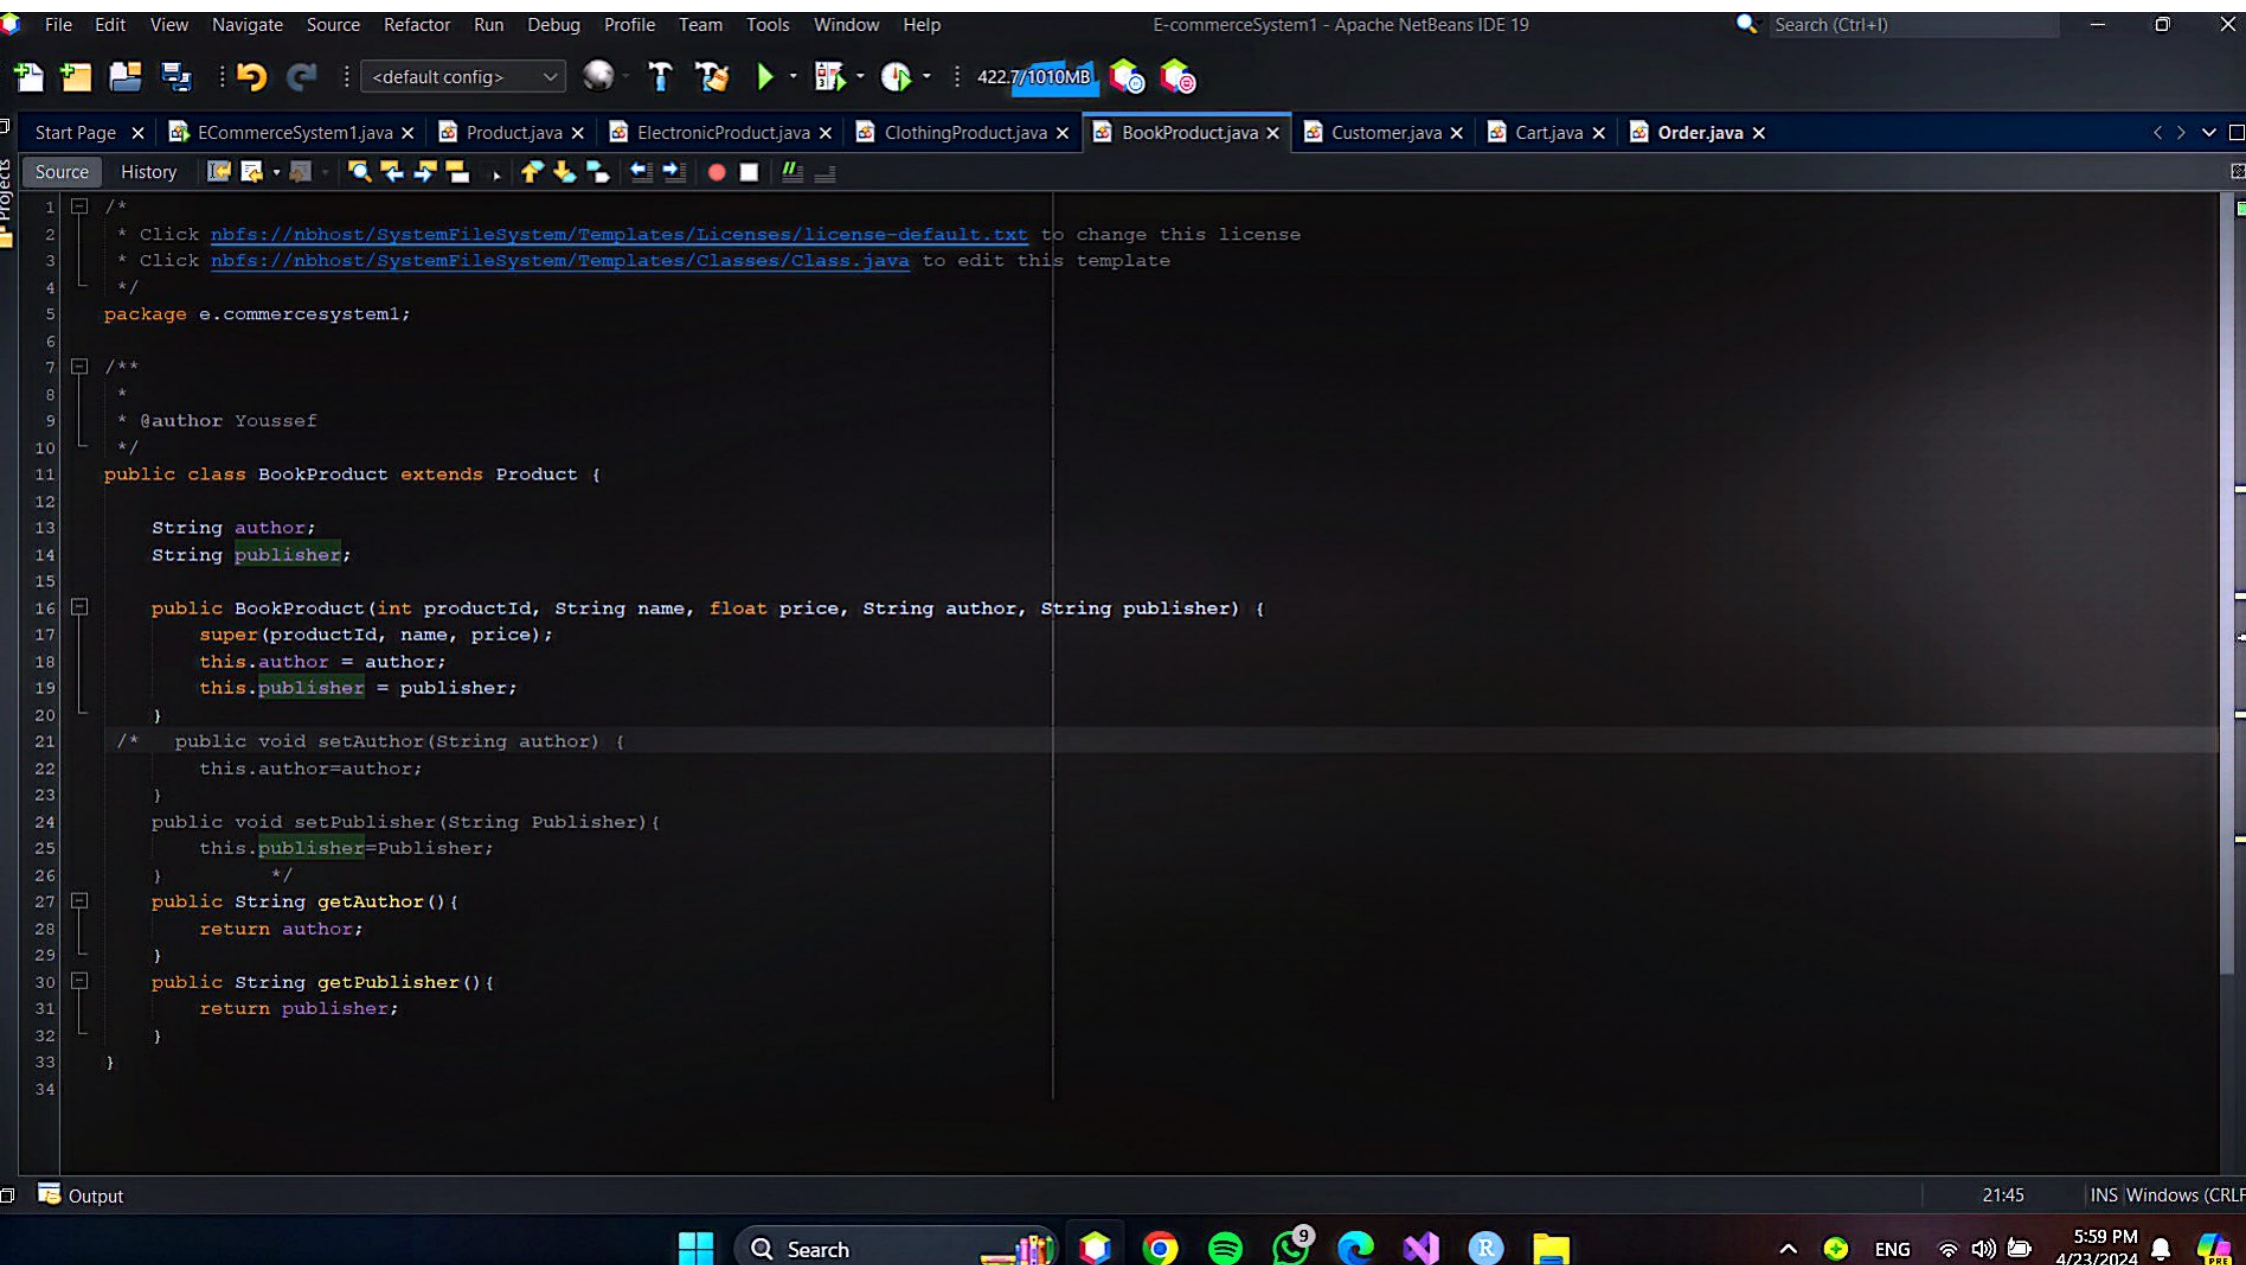 File Edit View Navigate Source Refactor Run Debug Profile Team Tools Window Help E-commerceSystem1 - Apache NetBeans IDE 19 Search (Ctrl+I)
<default config> 422.7/1010MB
Start Page ECommerceSystem1.java Product.java ElectronicProduct.java ClothingProduct.java BookProduct.java Customer.java Cart.java Order.java
Projects
Source History
1 /*
2 * Click nbfs://nbhost/SystemFileSystem/Templates/Licenses/license-default.txt to change this license
3 * Click nbfs://nbhost/SystemFileSystem/Templates/Classes/Class.java to edit this template
4 */
5 package e.commercesystem1;
6
7 /**
8 *
9 * @author Youssef
10 */
11 public class BookProduct extends Product {
12
13 String author;
14 String publisher;
15
16 public BookProduct(int productId, String name, float price, String author, String publisher) {
17 super(productId, name, price);
18 this.author = author;
19 this.publisher = publisher;
20 }
21 /* public void setAuthor(String author) {
22 this.author=author;
23 }
24 public void setPublisher(String Publisher){
25 this.publisher=Publisher;
26 } */
27 public String getAuthor(){
28 return author;
29 }
30 public String getPublisher(){
31 return publisher;
32 }
33 }
34
Output 21:45 INS Windows (CRLF
Search 9 R ENG 5:59 PM
4/23/2024 PRE